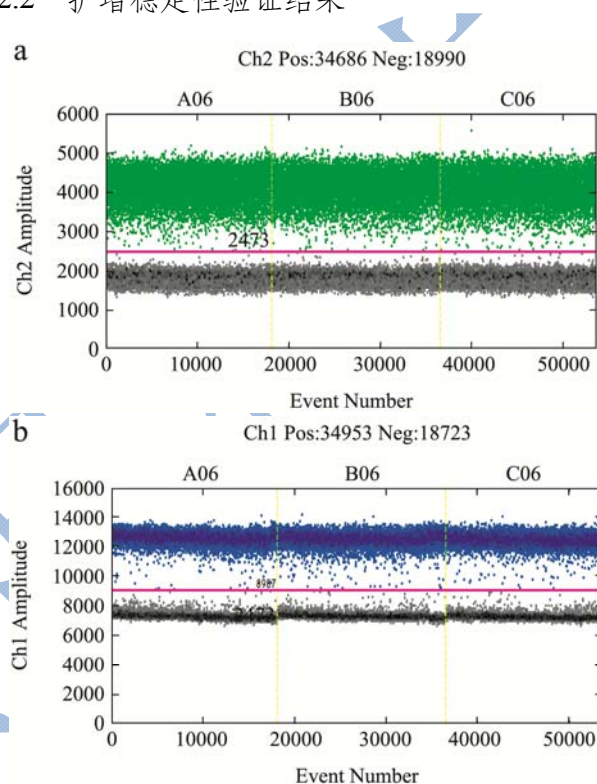 2.2 扩增稳定性验证结果
a
Ch2 Pos:34686 Neg:18990
A06 B06 C06
6000
5000
4000
3000
2473
2000
1000
0
Ch2 Amplitude
0 10000 20000 30000 40000 50000
Event Number
b
Ch1 Pos:34953 Neg:18723
A06 B06 C06
16000
14000
12000
10000
8987
8000
6000
4000
2000
0
Ch1 Amplitude
0 10000 20000 30000 40000 50000
Event Number